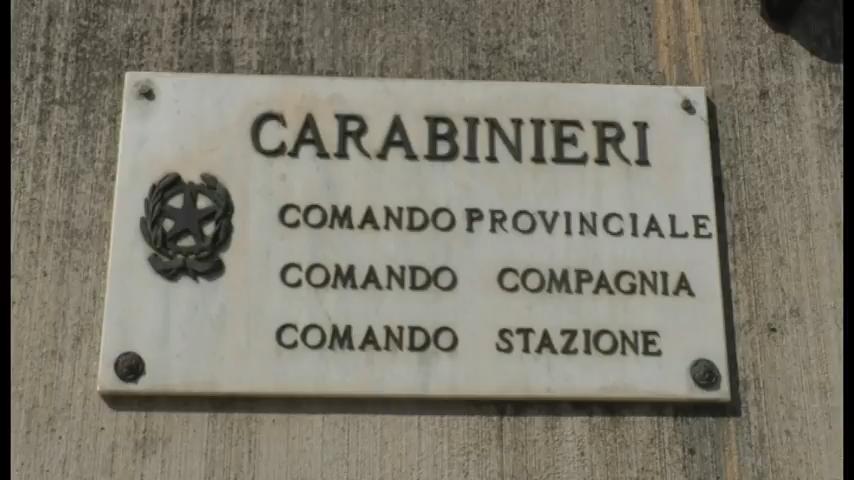 CARABINIERI
COMANDO PROVINCIALE
COMANDO COMPAGNIA
COMANDO STAZIONE